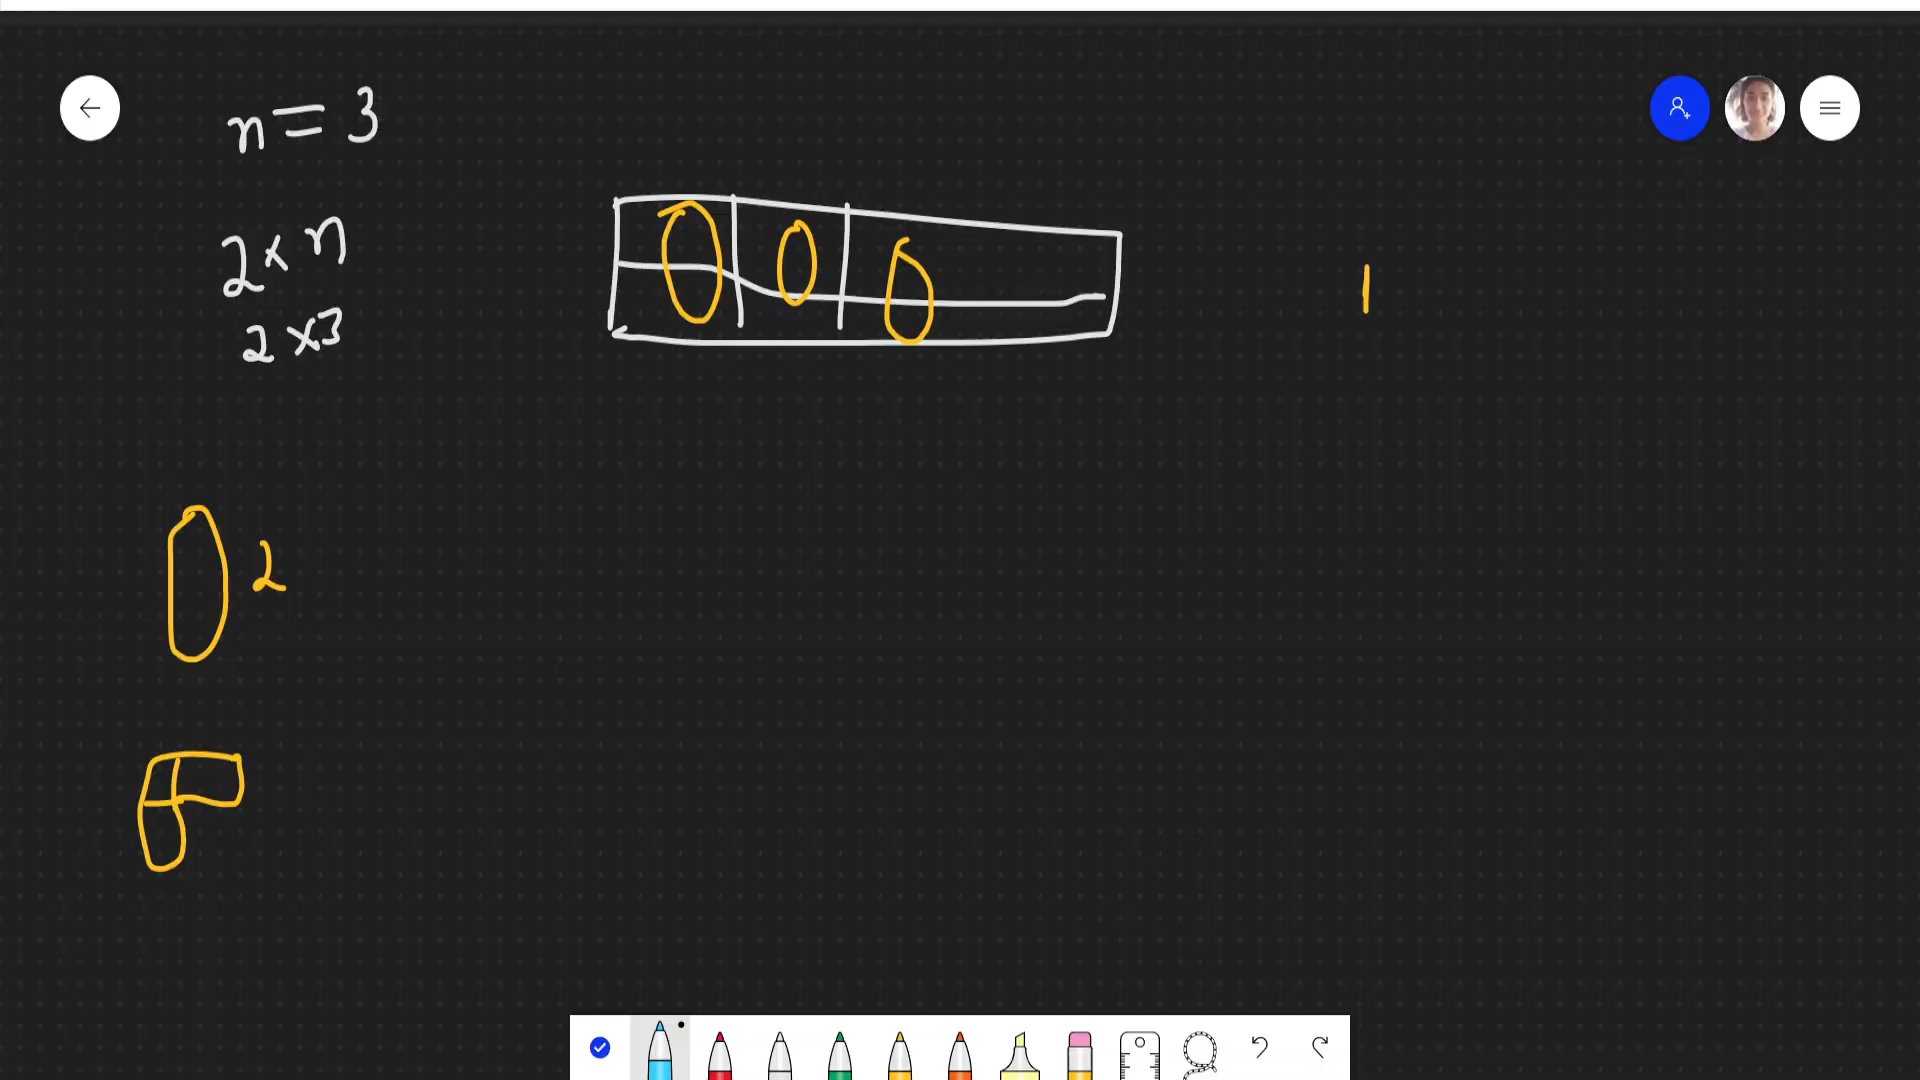 n = 3
2 × n
2 × 3
1
2